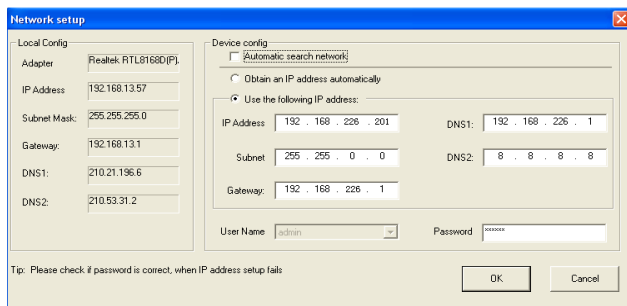 Network setup
Local Config
Adapter Realtek RTL8168D(P).
IP Address 192.168.13.57
Subnet Mask: 255.255.255.0
Gateway: 192.168.13.1
DNS1: 210.21.196.6
DNS2: 210.53.31.2
Device config
Automatic search network
Obtain an IP address automatically
Use the following IP address:
IP Address 192 . 168 . 226 . 201 DNS1: 192 . 168 . 226 . 1
Subnet 255 . 255 . 0 . 0 DNS2: 8 . 8 . 8 . 8
Gateway: 192 . 168 . 226 . 1
User Name admin Password ××××××
Tip: Please check if password is correct, when IP address setup fails
OK Cancel